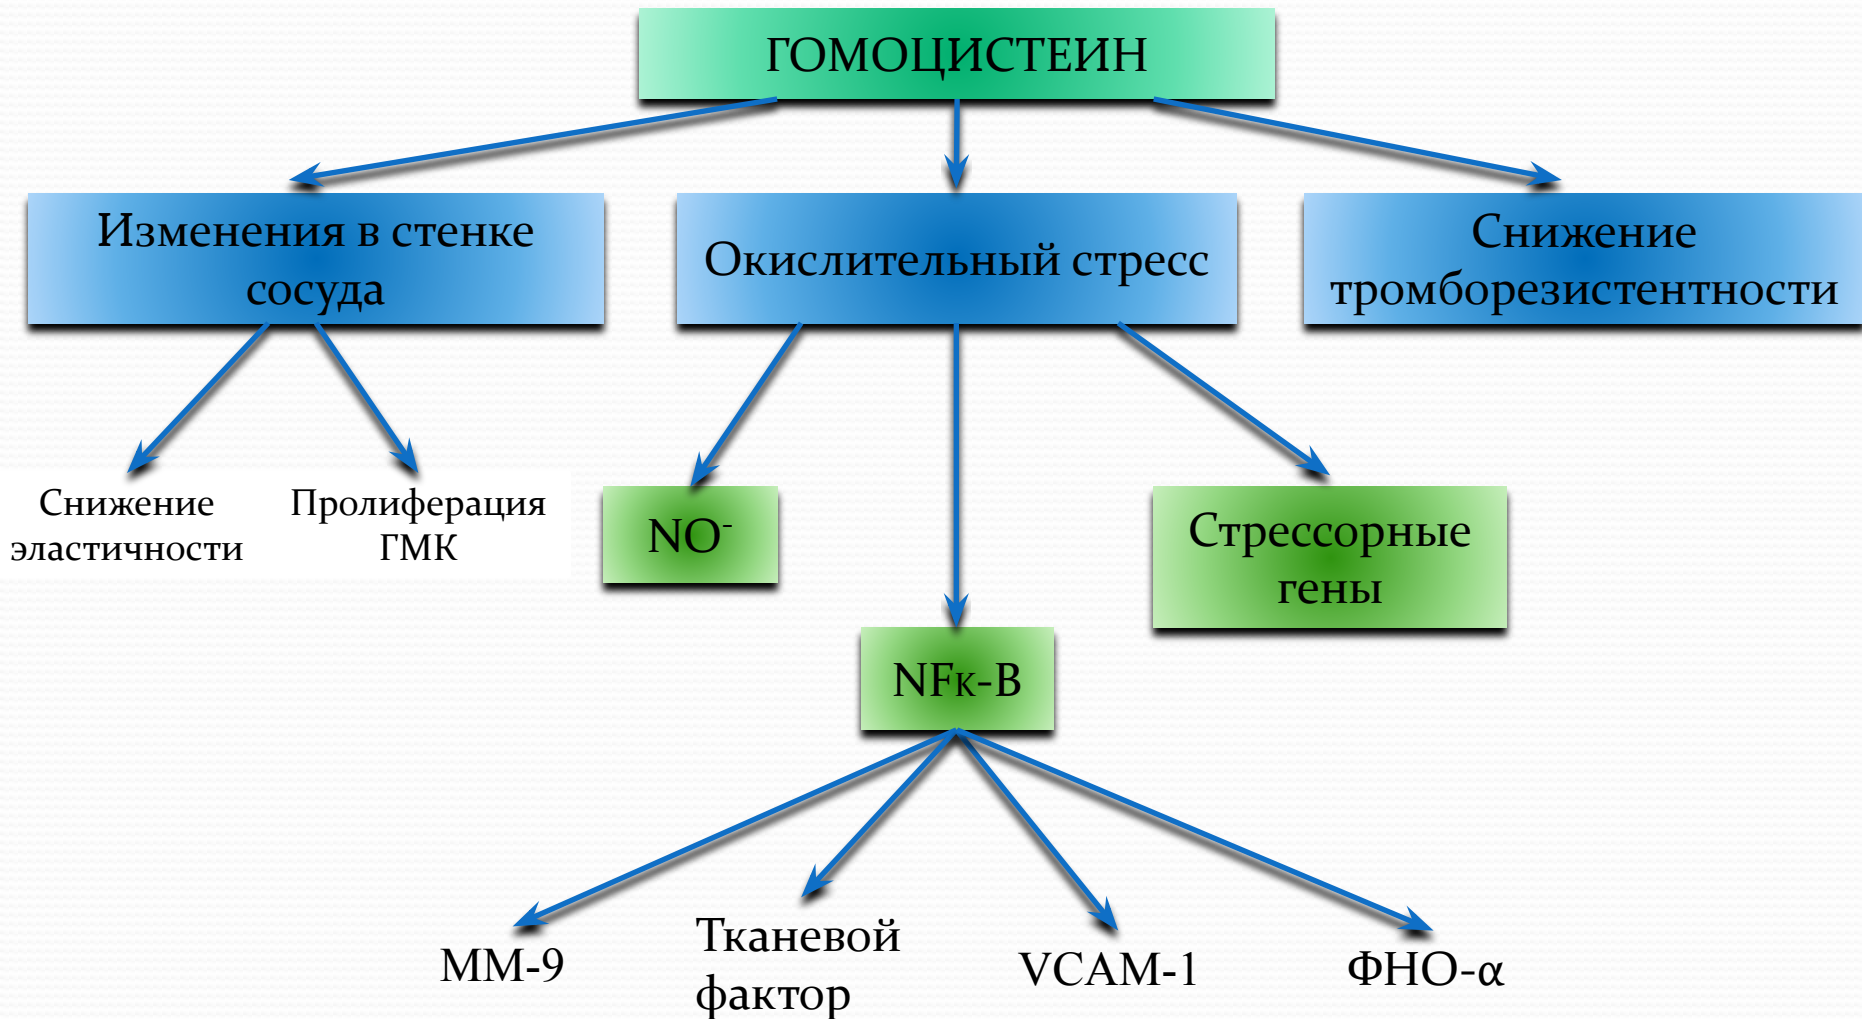 ГОМОЦИСТЕИН
Изменения в стенке
сосуда
Окислительный стресс
Снижение
тромборезистентности
Снижение
эластичности
Пролиферация
ГМК
NO⁻
Стрессорные
гены
NFк-B
ММ-9
Тканевой
фактор
VCAM-1
ФНО-α